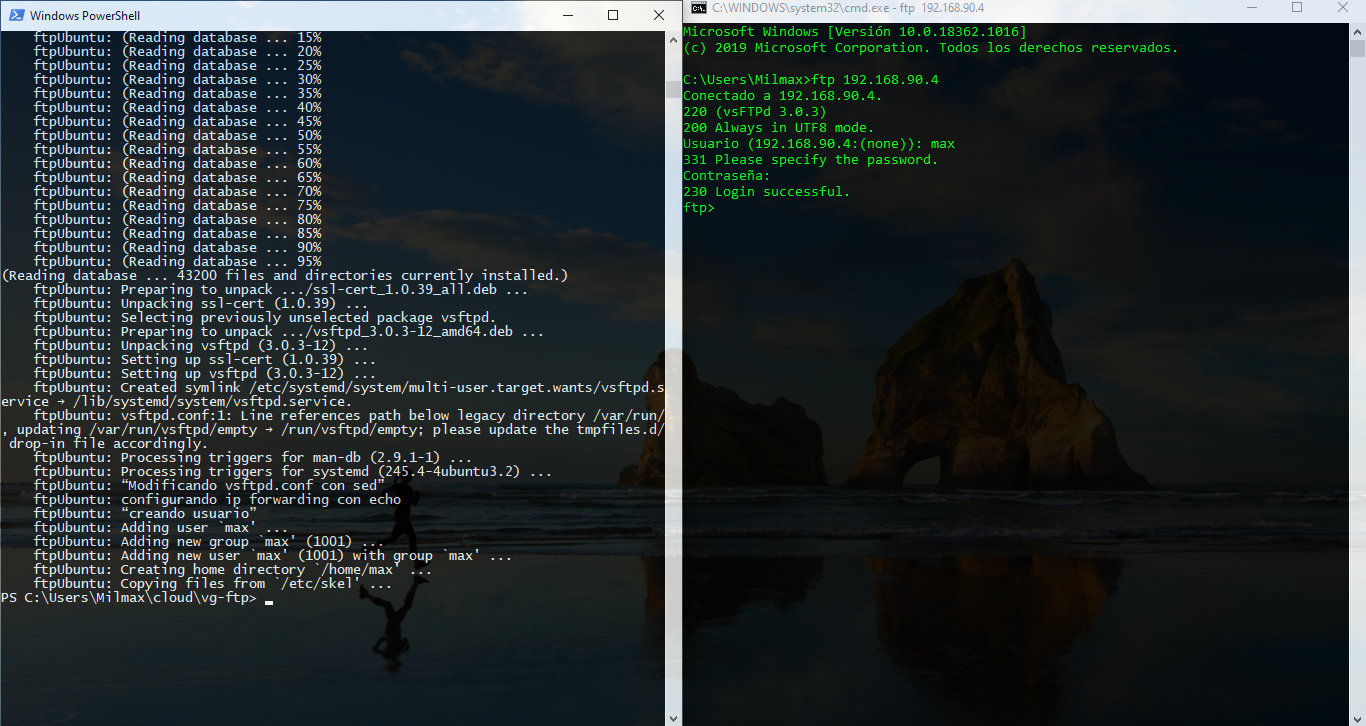 Windows PowerShell
ftpUbuntu: (Reading database ... 15%
ftpUbuntu: (Reading database ... 20%
ftpUbuntu: (Reading database ... 25%
ftpUbuntu: (Reading database ... 30%
ftpUbuntu: (Reading database ... 35%
ftpUbuntu: (Reading database ... 40%
ftpUbuntu: (Reading database ... 45%
ftpUbuntu: (Reading database ... 50%
ftpUbuntu: (Reading database ... 55%
ftpUbuntu: (Reading database ... 60%
ftpUbuntu: (Reading database ... 65%
ftpUbuntu: (Reading database ... 70%
ftpUbuntu: (Reading database ... 75%
ftpUbuntu: (Reading database ... 80%
ftpUbuntu: (Reading database ... 85%
ftpUbuntu: (Reading database ... 90%
ftpUbuntu: (Reading database ... 95%
(Reading database ... 43200 files and directories currently installed.)
ftpUbuntu: Preparing to unpack .../ssl-cert_1.0.39_all.deb ...
ftpUbuntu: Unpacking ssl-cert (1.0.39) ...
ftpUbuntu: Selecting previously unselected package vsftpd.
ftpUbuntu: Preparing to unpack .../vsftpd_3.0.3-12_amd64.deb ...
ftpUbuntu: Unpacking vsftpd (3.0.3-12) ...
ftpUbuntu: Setting up ssl-cert (1.0.39) ...
ftpUbuntu: Setting up vsftpd (3.0.3-12) ...
ftpUbuntu: Created symlink /etc/systemd/system/multi-user.target.wants/vsftpd.s
ervice → /lib/systemd/system/vsftpd.service.
ftpUbuntu: vsftpd.conf:1: Line references path below legacy directory /var/run/
, updating /var/run/vsftpd/empty → /run/vsftpd/empty; please update the tmpfiles.d/
drop-in file accordingly.
ftpUbuntu: Processing triggers for man-db (2.9.1-1) ...
ftpUbuntu: Processing triggers for systemd (245.4-4ubuntu3.2) ...
ftpUbuntu: “Modificando vsftpd.conf con sed”
ftpUbuntu: configurando ip forwarding con echo
ftpUbuntu: “creando usuario”
ftpUbuntu: Adding user `max' ...
ftpUbuntu: Adding new group `max' (1001) ...
ftpUbuntu: Adding new user `max' (1001) with group `max' ...
ftpUbuntu: Creating home directory `/home/max' ...
ftpUbuntu: Copying files from `/etc/skel' ...
PS C:\Users\Milmax\cloud\vg-ftp>
C:\WINDOWS\system32\cmd.exe - ftp 192.168.90.4
Microsoft Windows [Versión 10.0.18362.1016]
(c) 2019 Microsoft Corporation. Todos los derechos reservados.
C:\Users\Milmax>ftp 192.168.90.4
Conectado a 192.168.90.4.
220 (vsFTPd 3.0.3)
200 Always in UTF8 mode.
Usuario (192.168.90.4:(none)): max
331 Please specify the password.
Contraseña:
230 Login successful.
ftp>